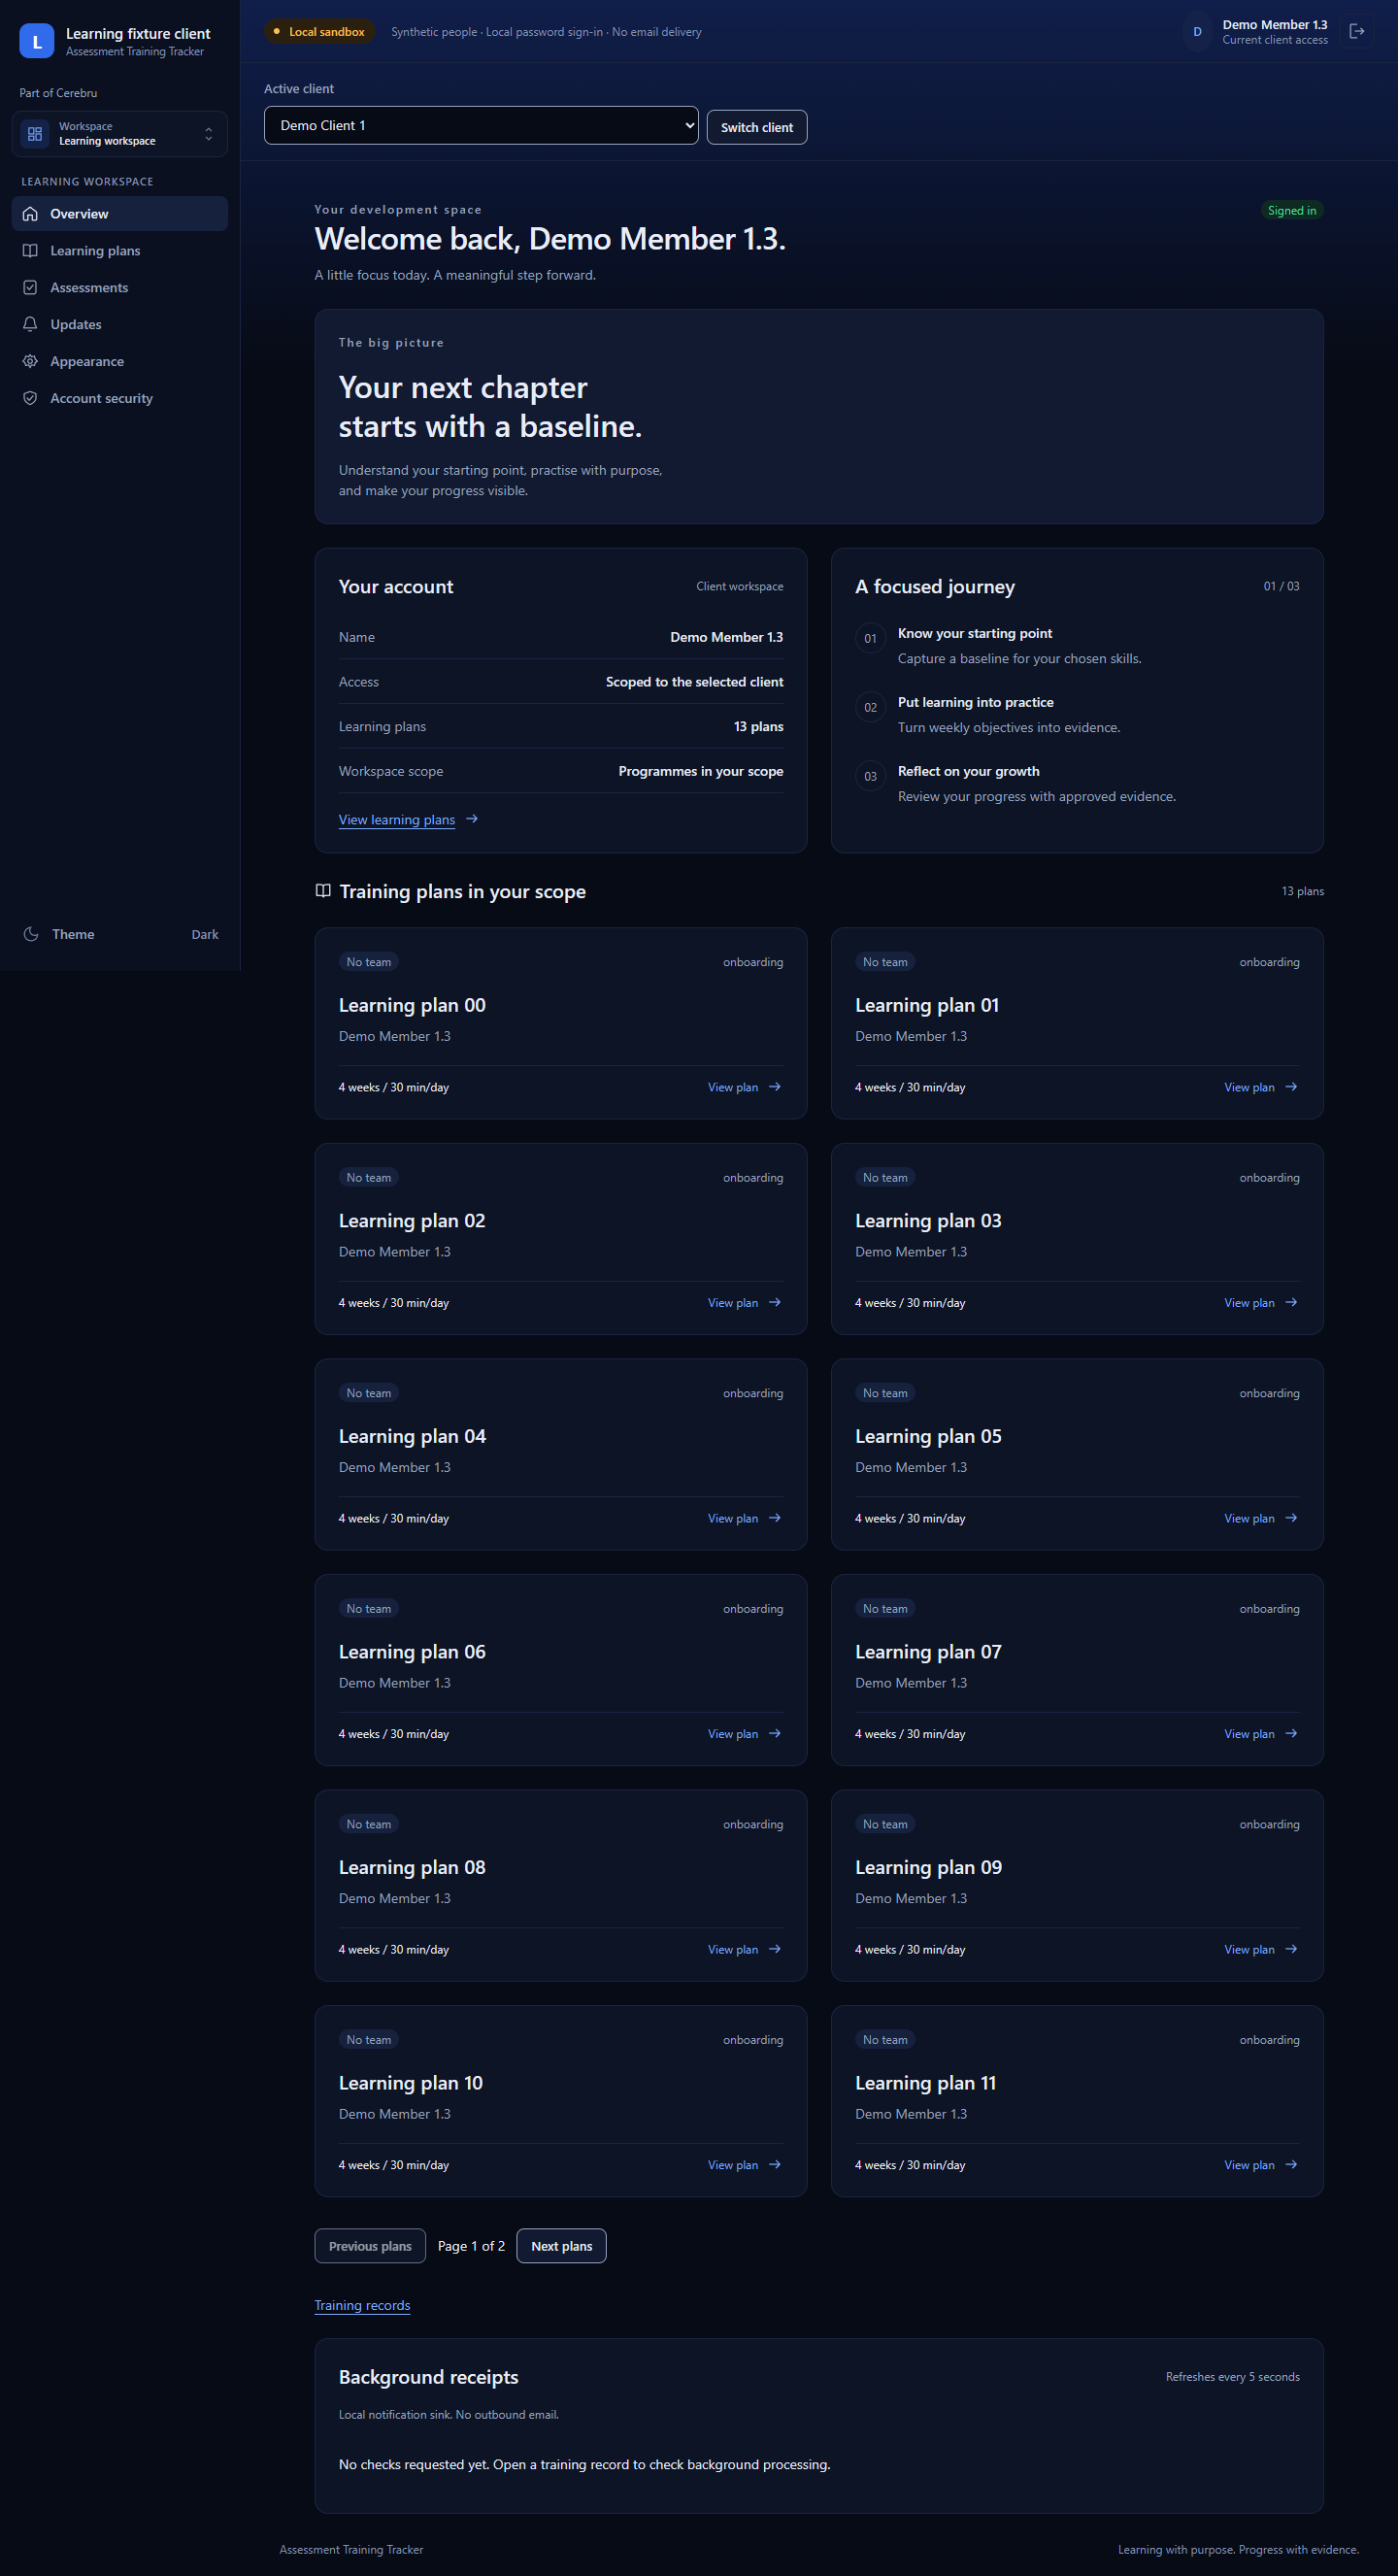 L
Learning fixture client
Assessment Training Tracker
Part of Cerebru
Workspace
Learning workspace
LEARNING WORKSPACE
Overview
Learning plans
Assessments
Updates
Appearance
Account security
Theme Dark
Local sandbox Synthetic people · Local password sign-in · No email delivery
D
Demo Member 1.3
Current client access
Active client
Demo Client 1
Switch client
Your development space
Signed in
Welcome back, Demo Member 1.3.
A little focus today. A meaningful step forward.
The big picture
Your next chapter
starts with a baseline.
Understand your starting point, practise with purpose,
and make your progress visible.
Your account Client workspace
Name Demo Member 1.3
Access Scoped to the selected client
Learning plans 13 plans
Workspace scope Programmes in your scope
View learning plans
A focused journey 01 / 03
01 Know your starting point
Capture a baseline for your chosen skills.
02 Put learning into practice
Turn weekly objectives into evidence.
03 Reflect on your growth
Review your progress with approved evidence.
Training plans in your scope 13 plans
No team onboarding
Learning plan 00
Demo Member 1.3
4 weeks / 30 min/day View plan
No team onboarding
Learning plan 01
Demo Member 1.3
4 weeks / 30 min/day View plan
No team onboarding
Learning plan 02
Demo Member 1.3
4 weeks / 30 min/day View plan
No team onboarding
Learning plan 03
Demo Member 1.3
4 weeks / 30 min/day View plan
No team onboarding
Learning plan 04
Demo Member 1.3
4 weeks / 30 min/day View plan
No team onboarding
Learning plan 05
Demo Member 1.3
4 weeks / 30 min/day View plan
No team onboarding
Learning plan 06
Demo Member 1.3
4 weeks / 30 min/day View plan
No team onboarding
Learning plan 07
Demo Member 1.3
4 weeks / 30 min/day View plan
No team onboarding
Learning plan 08
Demo Member 1.3
4 weeks / 30 min/day View plan
No team onboarding
Learning plan 09
Demo Member 1.3
4 weeks / 30 min/day View plan
No team onboarding
Learning plan 10
Demo Member 1.3
4 weeks / 30 min/day View plan
No team onboarding
Learning plan 11
Demo Member 1.3
4 weeks / 30 min/day View plan
Previous plans Page 1 of 2 Next plans
Training records
Background receipts Refreshes every 5 seconds
Local notification sink. No outbound email.
No checks requested yet. Open a training record to check background processing.
Assessment Training Tracker Learning with purpose. Progress with evidence.